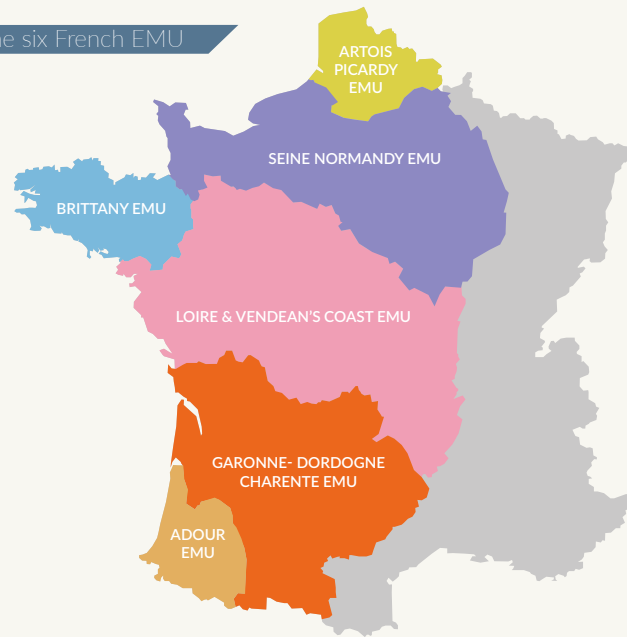 six French EMU
ARTOIS
PICARDY
EMU
SEINE NORMANDY EMU
BRITTANY EMU
LOIRE & VENDEAN'S COAST EMU
GARONNE- DORDOGNE
CHARENTE EMU
ADOUR
EMU